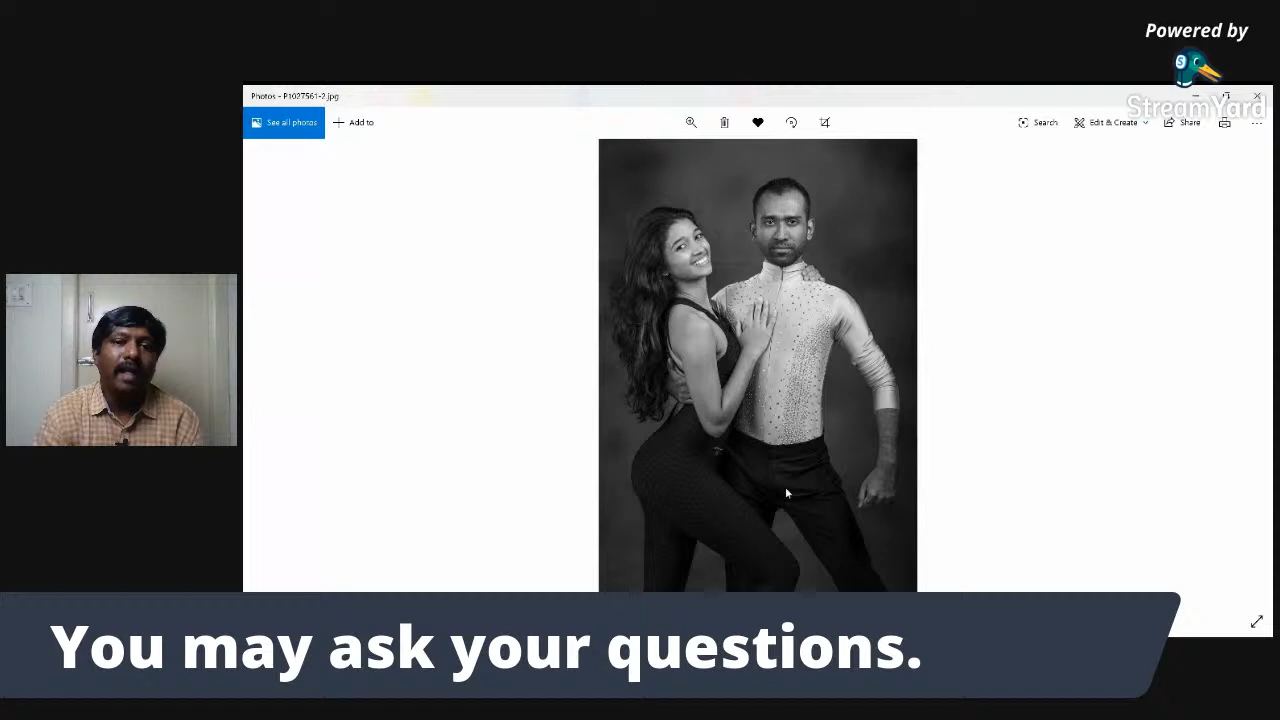 Powered by
StreamYard
Photos - P1027561-2.jpg
See all photos
Add to
Search
Edit & Create
Share
You may ask your questions.